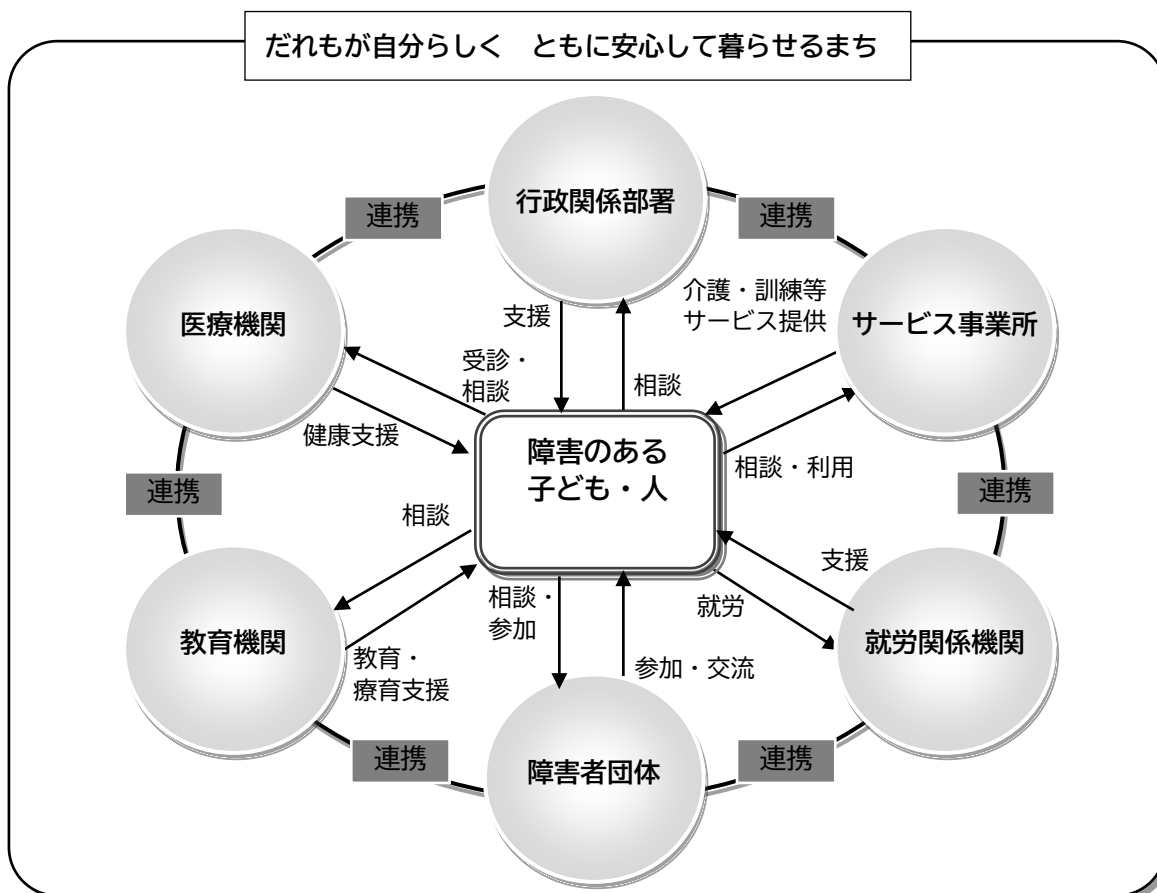 だれもが自分らしく　ともに安心して暮らせるまち
行政関係部署
連携
連携
医療機関
サービス事業所
介護・訓練等
サービス提供
支援
受診・
相談
相談
健康支援
障害のある
子ども・人
相談・利用
連携
連携
相談
支援
相談・
参加
就労
教育機関
就労関係機関
教育・
療育支援
参加・交流
連携
連携
障害者団体